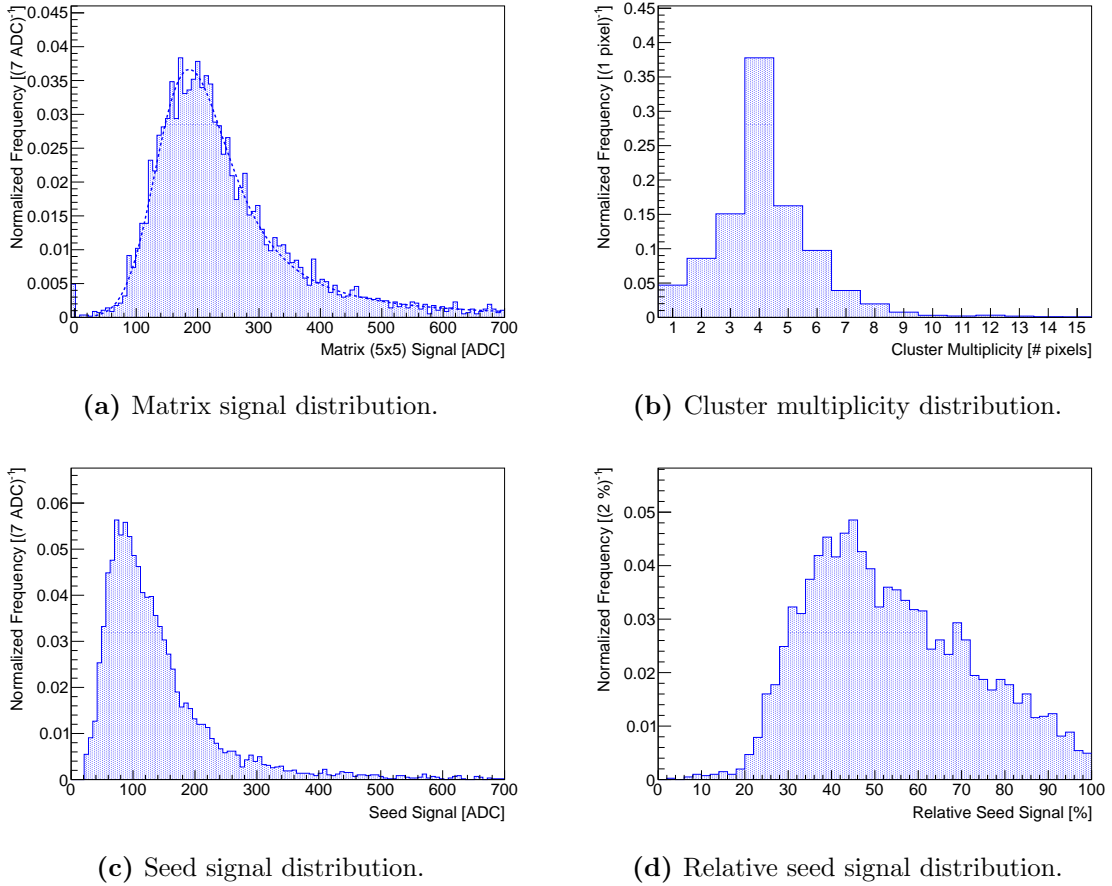 Normalized Frequency [(7 ADC)⁻¹]
0.045
0.04
0.035
0.03
0.025
0.02
0.015
0.01
0.005
0
0 100 200 300 400 500 600 700
Matrix (5x5) Signal [ADC]
(a) Matrix signal distribution.
Normalized Frequency [(1 pixel)⁻¹]
0.45
0.4
0.35
0.3
0.25
0.2
0.15
0.1
0.05
0
1 2 3 4 5 6 7 8 9 10 11 12 13 14 15
Cluster Multiplicity [# pixels]
(b) Cluster multiplicity distribution.
Normalized Frequency [(7 ADC)⁻¹]
0.06
0.05
0.04
0.03
0.02
0.01
0
0 100 200 300 400 500 600 700
Seed Signal [ADC]
(c) Seed signal distribution.
Normalized Frequency [(2 %)⁻¹]
0.05
0.04
0.03
0.02
0.01
0
0 10 20 30 40 50 60 70 80 90 100
Relative Seed Signal [%]
(d) Relative seed signal distribution.